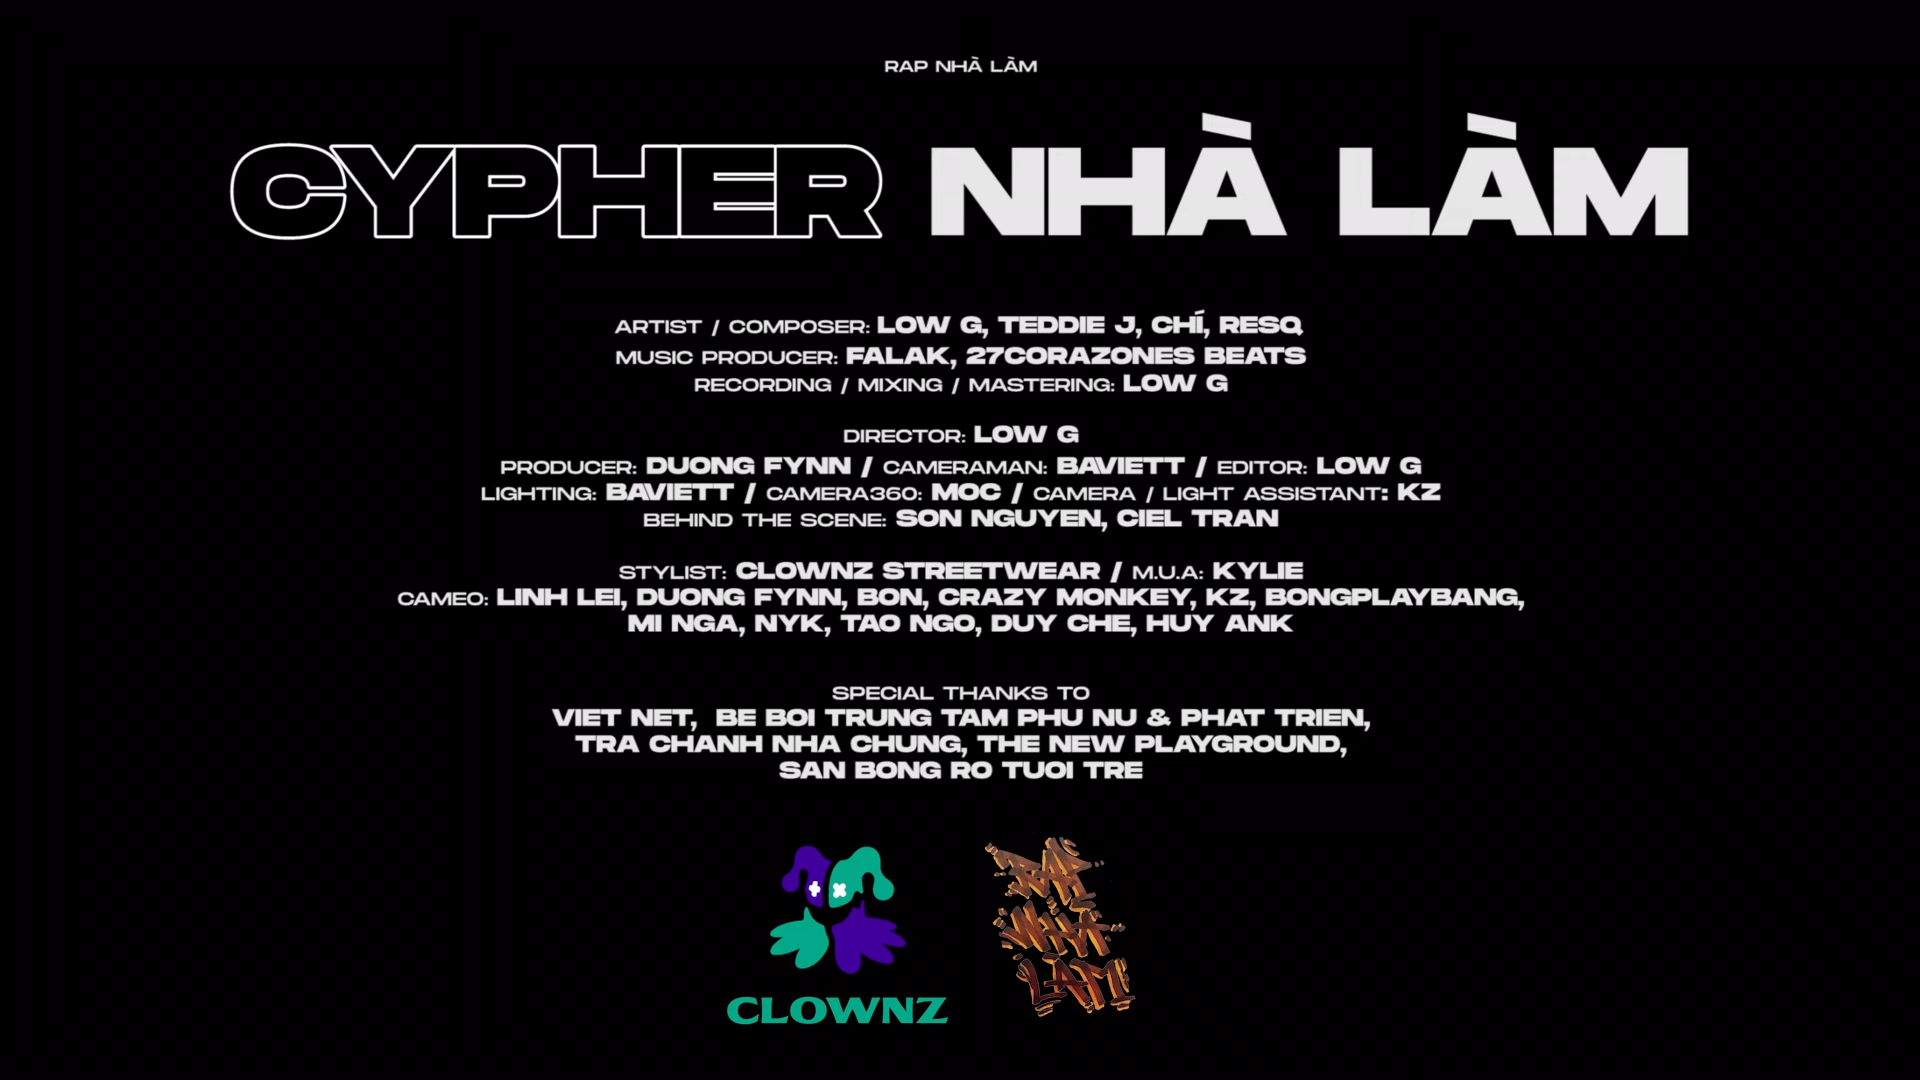 RAP NHÀ LÀM
CYPHER NHÀ LÀM
ARTIST / COMPOSER: LOW G, TEDDIE J, CHÍ, RESQ
MUSIC PRODUCER: FALAK, 27CORAZONES BEATS
RECORDING / MIXING / MASTERING: LOW G
DIRECTOR: LOW G
PRODUCER: DUONG FYNN / CAMERAMAN: BAVIETT / EDITOR: LOW G
LIGHTING: BAVIETT / CAMERA360: MOC / CAMERA / LIGHT ASSISTANT: KZ
BEHIND THE SCENE: SON NGUYEN, CIEL TRAN
STYLIST: CLOWNZ STREETWEAR / M.U.A: KYLIE
CAMEO: LINH LEI, DUONG FYNN, BON, CRAZY MONKEY, KZ, BONGPLAYBANG,
MI NGA, NYK, TAO NGO, DUY CHE, HUY ANK
SPECIAL THANKS TO
VIET NET, BE BOI TRUNG TAM PHU NU & PHAT TRIEN,
TRA CHANH NHA CHUNG, THE NEW PLAYGROUND,
SAN BONG RO TUOI TRE
CLOWNZ
RAP
NHÀ
LÀM